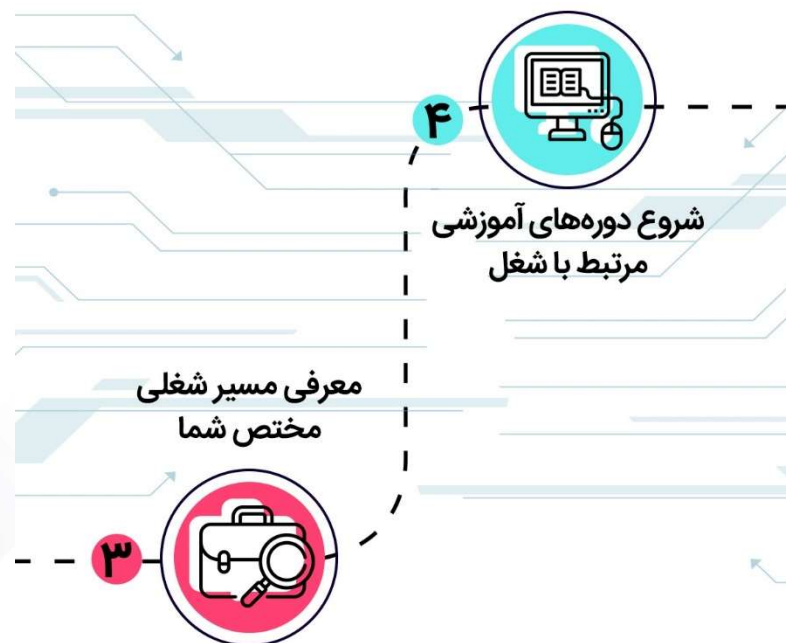 ۴
شروع دوره‌های آموزشی
مرتبط با شغل
معرفی مسیر شغلی
مختص شما
۳